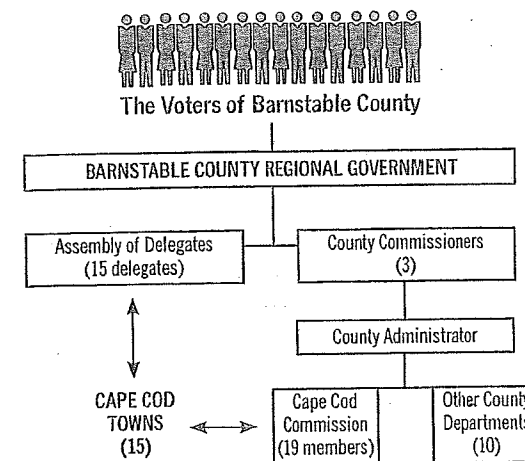 The Voters of Barnstable County
BARNSTABLE COUNTY REGIONAL GOVERNMENT
Assembly of Delegates
(15 delegates)
County Commissioners
(3)
County Administrator
CAPE COD
TOWNS
(15)
Cape Cod
Commission
(19 members)
Other County
Departments
(10)